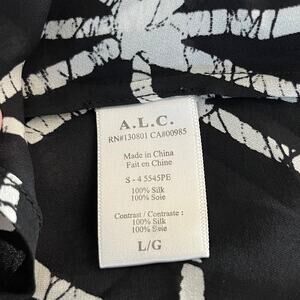 A.L.C.
RN#130801 CA#00985
Made in China
Fait en Chine
S - 4 5545PE
100% Silk
100% Soie
Contrast / Contraste :
100% Silk
100% Soie
L/G